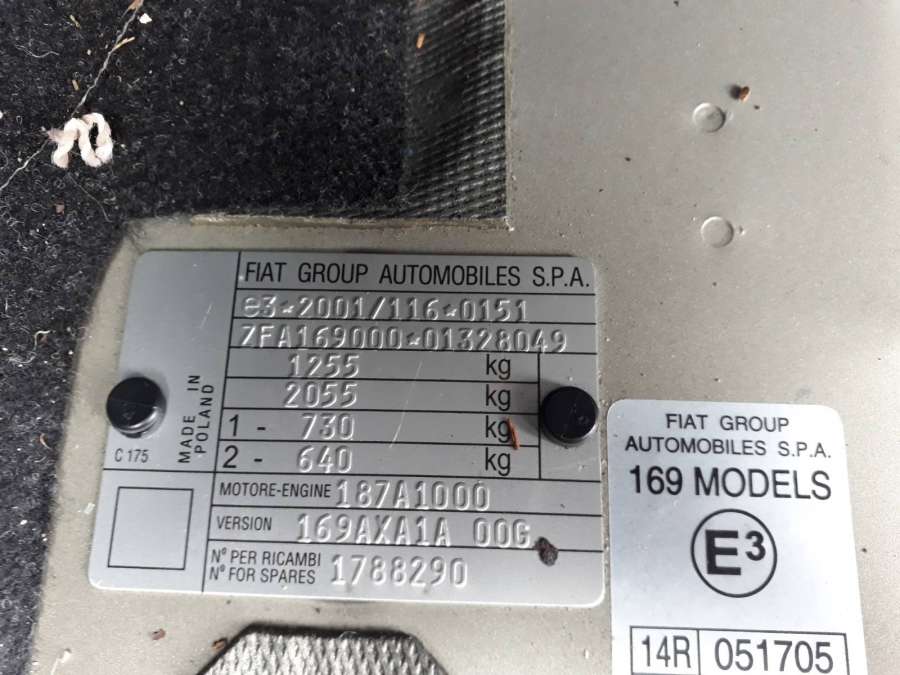 FIAT GROUP AUTOMOBILES S.P.A.
e3*2001/116*0151
ZFA169000*01328049
1255 kg
2055 kg
1 - 730 kg
2 - 640 kg
MADE IN
POLAND
C 175
MOTORE-ENGINE 187A1000
VERSION 169AXA1A 00G
N° PER RICAMBI
N° FOR SPARES 1788290
FIAT GROUP
AUTOMOBILES S.P.A.
169 MODELS
E3
14R 051705